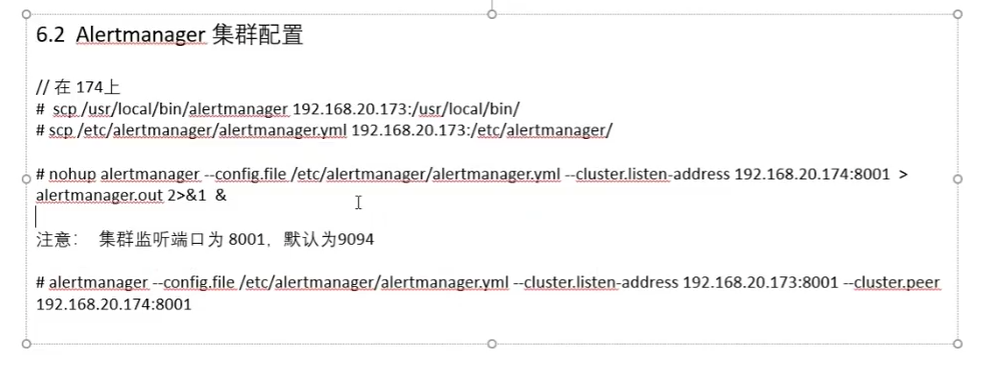 6.2 Alertmanager 集群配置
// 在 174上
# scp /usr/local/bin/alertmanager 192.168.20.173:/usr/local/bin/
# scp /etc/alertmanager/alertmanager.yml 192.168.20.173:/etc/alertmanager/
# nohup alertmanager --config.file /etc/alertmanager/alertmanager.yml --cluster.listen-address 192.168.20.174:8001 >
alertmanager.out 2>&1 &
注意： 集群监听端口为 8001，默认为9094
# alertmanager --config.file /etc/alertmanager/alertmanager.yml --cluster.listen-address 192.168.20.173:8001 --cluster.peer
192.168.20.174:8001